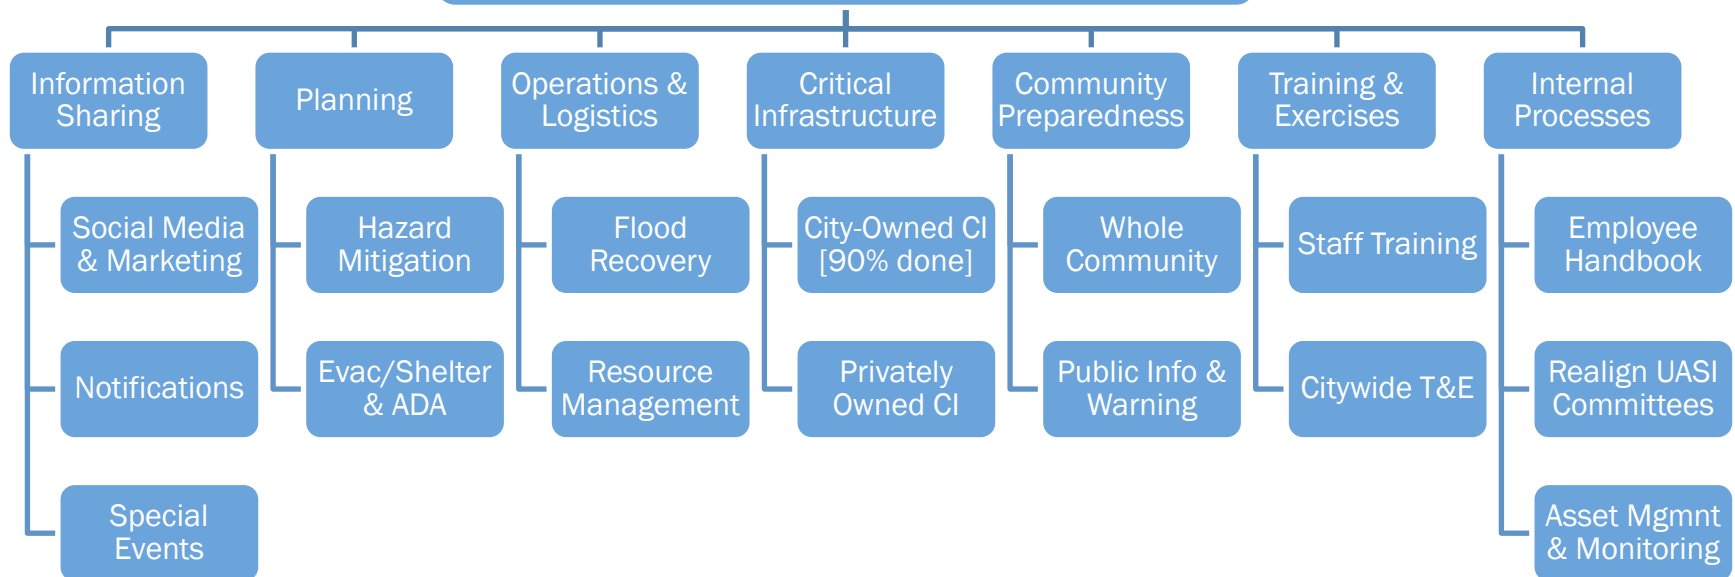 Information
Sharing
Planning
Operations &
Logistics
Critical
Infrastructure
Community
Preparedness
Training &
Exercises
Internal
Processes
Social Media
& Marketing
Hazard
Mitigation
Flood
Recovery
City-Owned CI
[90% done]
Whole
Community
Staff Training
Employee
Handbook
Notifications
Evac/Shelter
& ADA
Resource
Management
Privately
Owned CI
Public Info &
Warning
Citywide T&E
Realign UASI
Committees
Special
Events
Asset Mgmnt
& Monitoring